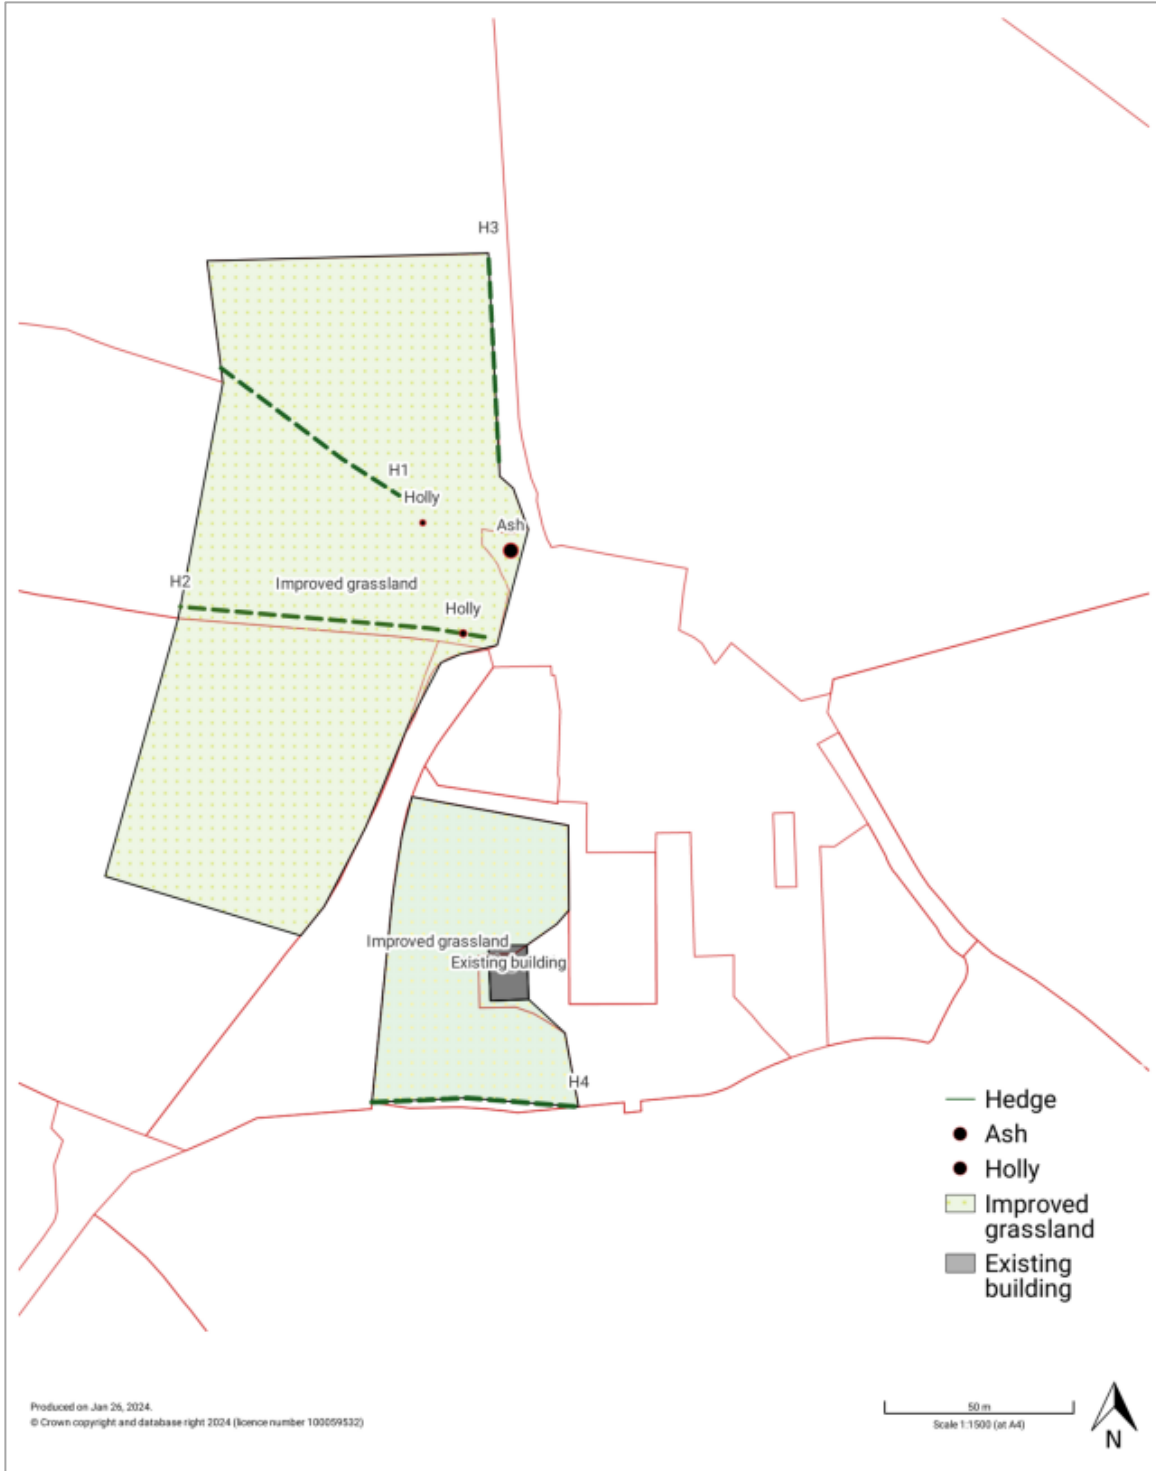 H3
H1
Holly
Ash
H2
Improved grassland
Holly
Improved grassland
Existing building
H4
Hedge
Ash
Holly
Improved
grassland
Existing
building
Produced on Jan 26, 2024.
© Crown copyright and database right 2024 (licence number 100059532)
50 m
Scale 1:1500 (at A4)
N